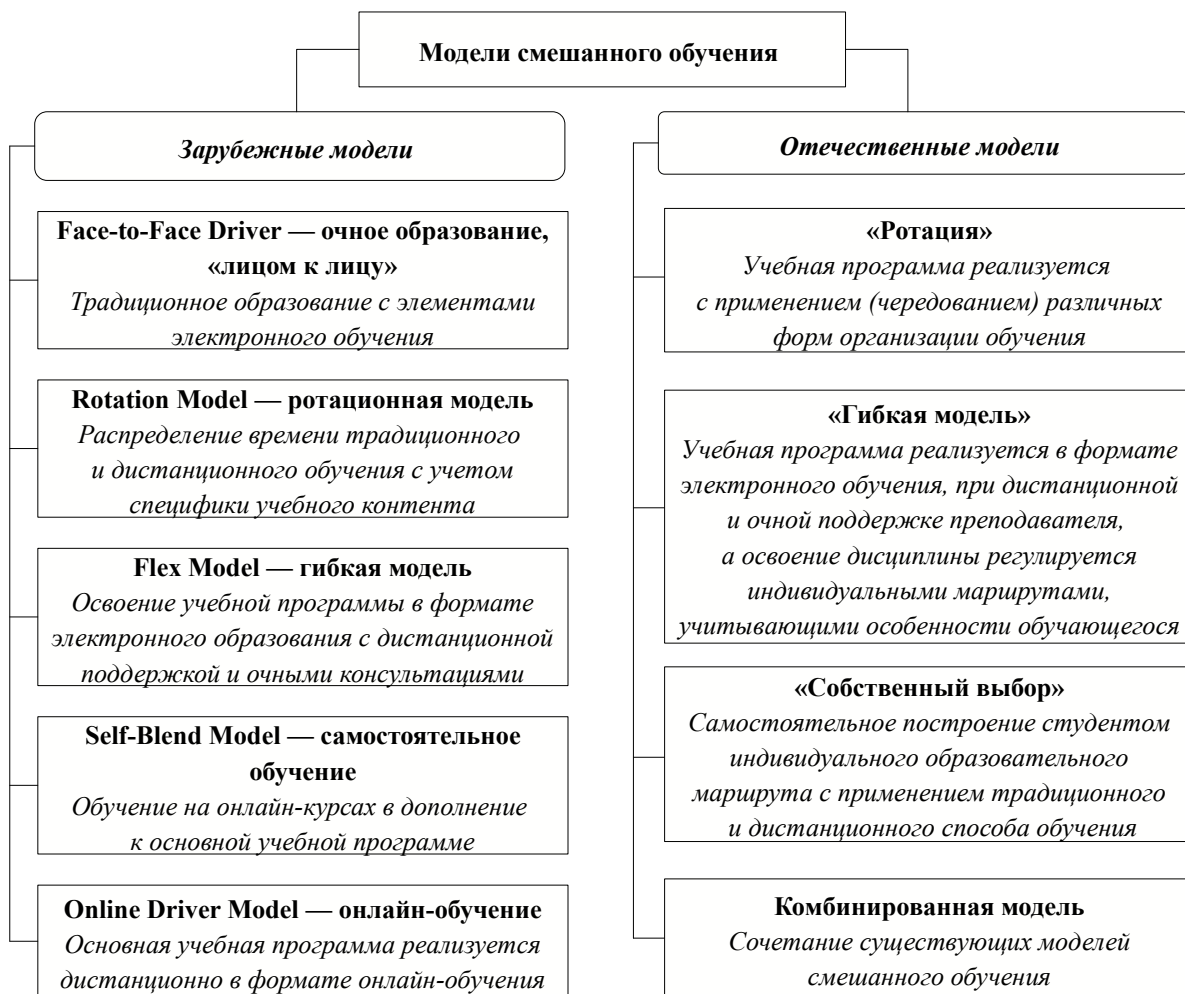 Модели смешанного обучения
Зарубежные модели
Face-to-Face Driver — очное образование,
«лицом к лицу»
Традиционное образование с элементами
электронного обучения
Rotation Model — ротационная модель
Распределение времени традиционного
и дистанционного обучения с учетом
специфики учебного контента
Flex Model — гибкая модель
Освоение учебной программы в формате
электронного образования с дистанционной
поддержкой и очными консультациями
Self-Blend Model — самостоятельное
обучение
Обучение на онлайн-курсах в дополнение
к основной учебной программе
Online Driver Model — онлайн-обучение
Основная учебная программа реализуется
дистанционно в формате онлайн-обучения
Отечественные модели
«Ротация»
Учебная программа реализуется
с применением (чередованием) различных
форм организации обучения
«Гибкая модель»
Учебная программа реализуется в формате
электронного обучения, при дистанционной
и очной поддержке преподавателя,
а освоение дисциплины регулируется
индивидуальными маршрутами,
учитывающими особенности обучающегося
«Собственный выбор»
Самостоятельное построение студентом
индивидуального образовательного
маршрута с применением традиционного
и дистанционного способа обучения
Комбинированная модель
Сочетание существующих моделей
смешанного обучения